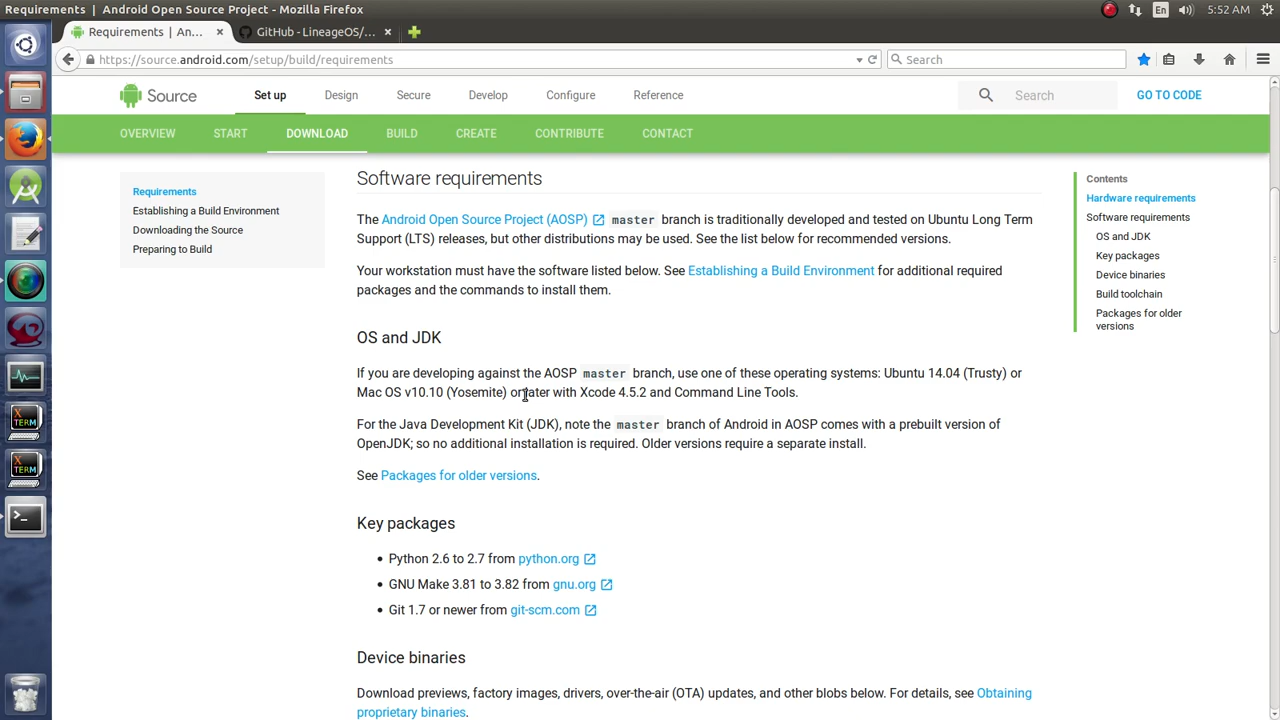 Requirements | Android Open Source Project - Mozilla Firefox
En
5:52 AM
Requirements | An...
GitHub - LineageOS/...
https://source.android.com/setup/build/requirements
Search
Source
Set up
Design
Secure
Develop
Configure
Reference
Search
GO TO CODE
OVERVIEW
START
DOWNLOAD
BUILD
CREATE
CONTRIBUTE
CONTACT
Requirements
Establishing a Build Environment
Downloading the Source
Preparing to Build
Software requirements
The Android Open Source Project (AOSP) master branch is traditionally developed and tested on Ubuntu Long Term
Support (LTS) releases, but other distributions may be used. See the list below for recommended versions.
Your workstation must have the software listed below. See Establishing a Build Environment for additional required
packages and the commands to install them.
OS and JDK
If you are developing against the AOSP master branch, use one of these operating systems: Ubuntu 14.04 (Trusty) or
Mac OS v10.10 (Yosemite) or later with Xcode 4.5.2 and Command Line Tools.
For the Java Development Kit (JDK), note the master branch of Android in AOSP comes with a prebuilt version of
OpenJDK; so no additional installation is required. Older versions require a separate install.
See Packages for older versions.
Key packages
• Python 2.6 to 2.7 from python.org
• GNU Make 3.81 to 3.82 from gnu.org
• Git 1.7 or newer from git-scm.com
Device binaries
Download previews, factory images, drivers, over-the-air (OTA) updates, and other blobs below. For details, see Obtaining
proprietary binaries.
Contents
Hardware requirements
Software requirements
OS and JDK
Key packages
Device binaries
Build toolchain
Packages for older
versions
X
TERM
X
TERM